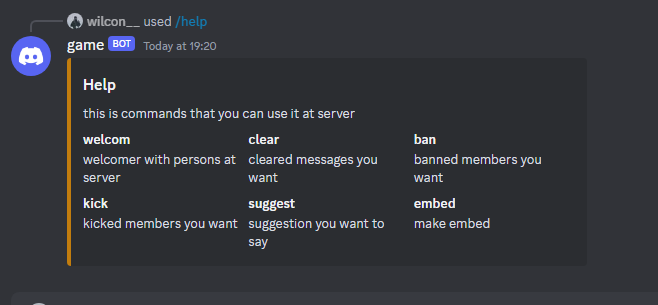 wilcon__ used /help
game BOT Today at 19:20
Help
this is commands that you can use it at server
welcom
welcomer with persons at
server
clear
cleared messages you
want
ban
banned members you
want
kick
kicked members you want
suggest
suggestion you want to
say
embed
make embed